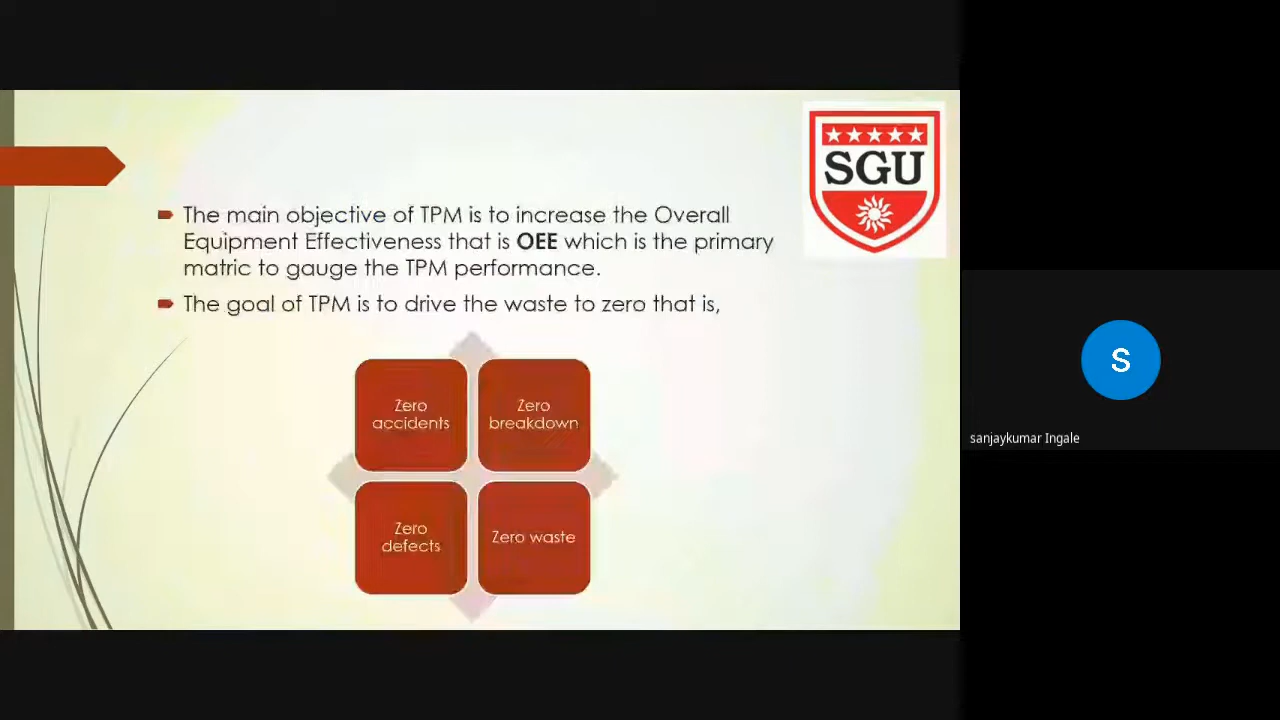 SGU
The main objective of TPM is to increase the Overall
Equipment Effectiveness that is OEE which is the primary
matric to gauge the TPM performance.
The goal of TPM is to drive the waste to zero that is,
Zero
accidents
Zero
breakdown
Zero
defects
Zero waste
S
sanjaykumar Ingale